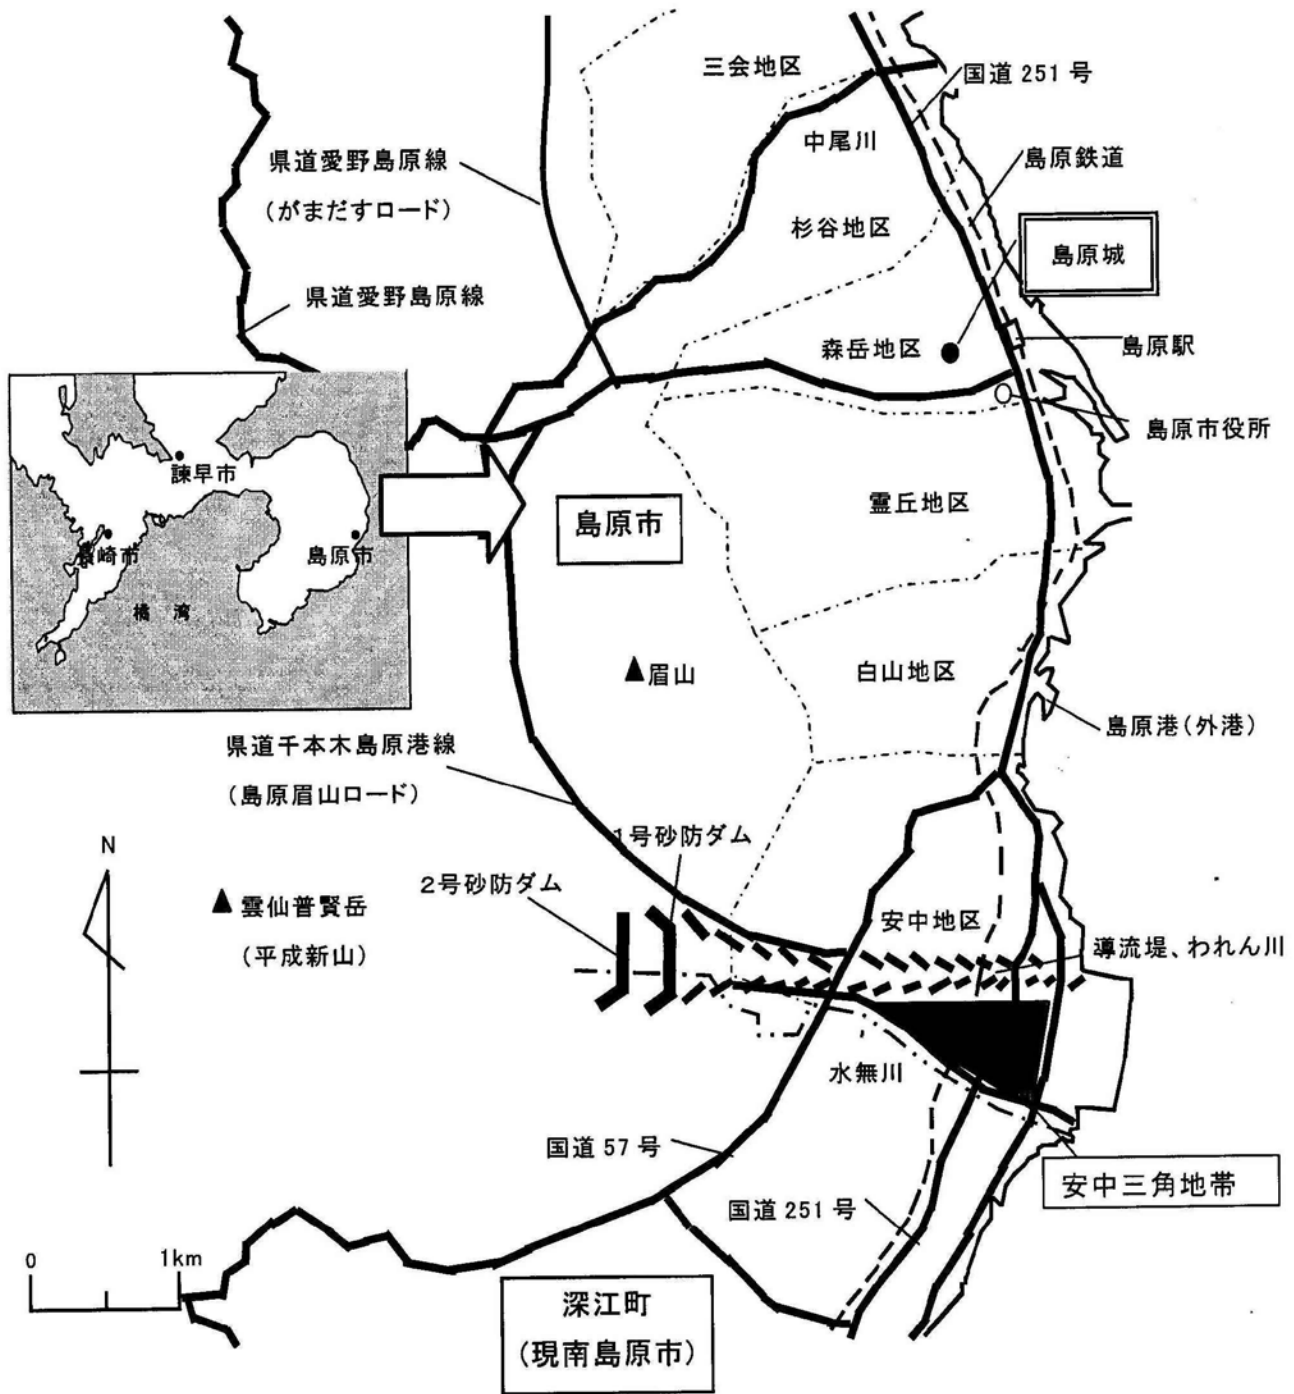 三会地区
国道 251 号
中尾川
県道愛野島原線
(がまだすロード)
島原鉄道
杉谷地区
島原城
県道愛野島原線
森岳地区
島原駅
島原市役所
諫早市
島原市
霊丘地区
長崎市
島原市
橘 湾
眉山
白山地区
島原港(外港)
県道千本木島原港線
(島原眉山ロード)
1号砂防ダム
N
2号砂防ダム
雲仙普賢岳
(平成新山)
安中地区
導流堤、われん川
水無川
国道 57 号
安中三角地帯
国道 251 号
0
1km
深江町
(現南島原市)